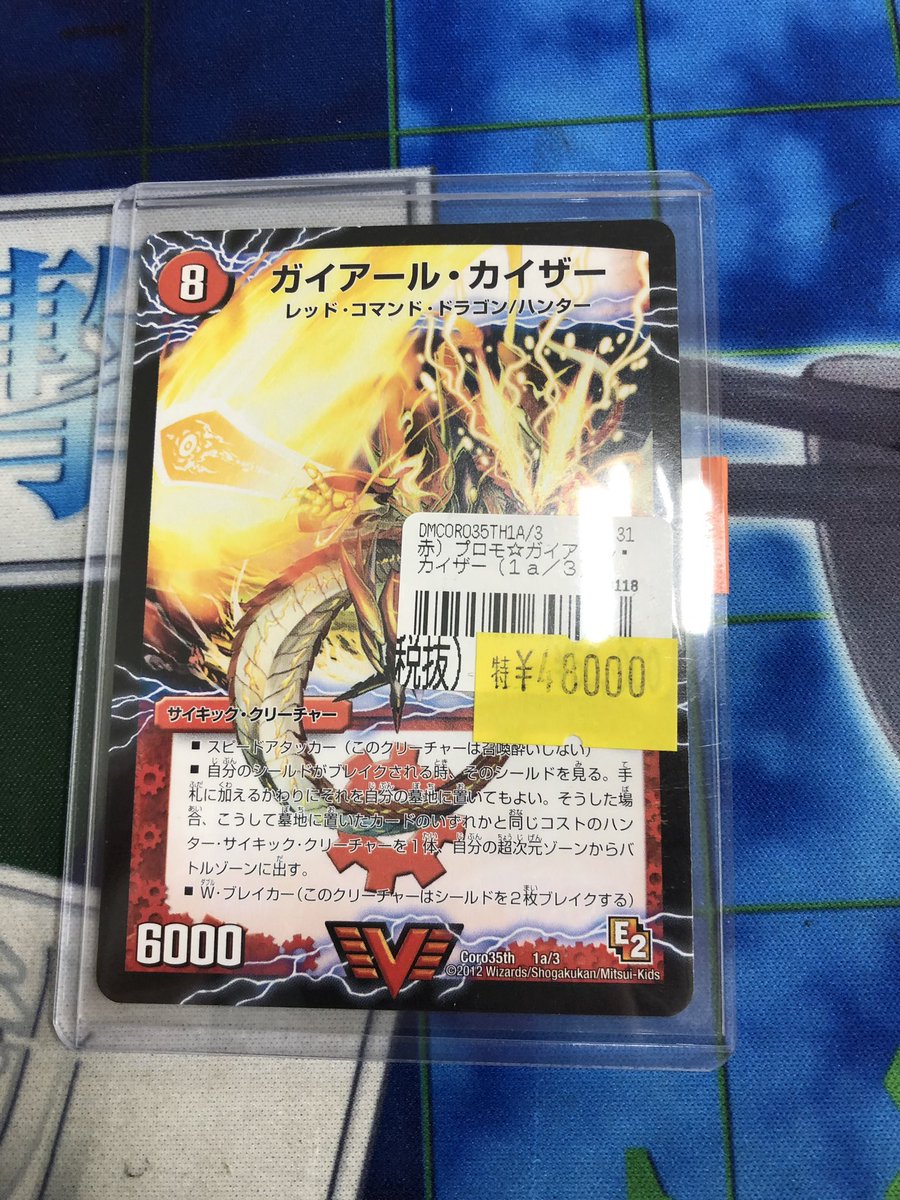 撃
8
ガイアール・カイザー
レッド・コマンド・ドラゴン/ハンター
DMCORO35TH1A/3 31
赤）プロモ☆ガイア ・
カイザー（１ａ／３
118
税抜）
特¥48000
サイキック・クリーチャー
■ スピードアタッカー（このクリーチャーは召喚酔いしない）
■ 自分のシールドがブレイクされる時、そのシールドを見る。手
札に加えるかわりにそれを自分の墓地に置いてもよい。そうした場
合、こうして墓地に置いたカードのいずれかと同じコストのハン
ター・サイキック・クリーチャーを１体、自分の超次元ゾーンからバ
トルゾーンに出す。
■ W・ブレイカー（このクリーチャーはシールドを２枚ブレイクする）
6000
V
E2
Coro35th 1a/3
©2012 Wizards/Shogakukan/Mitsui-Kids